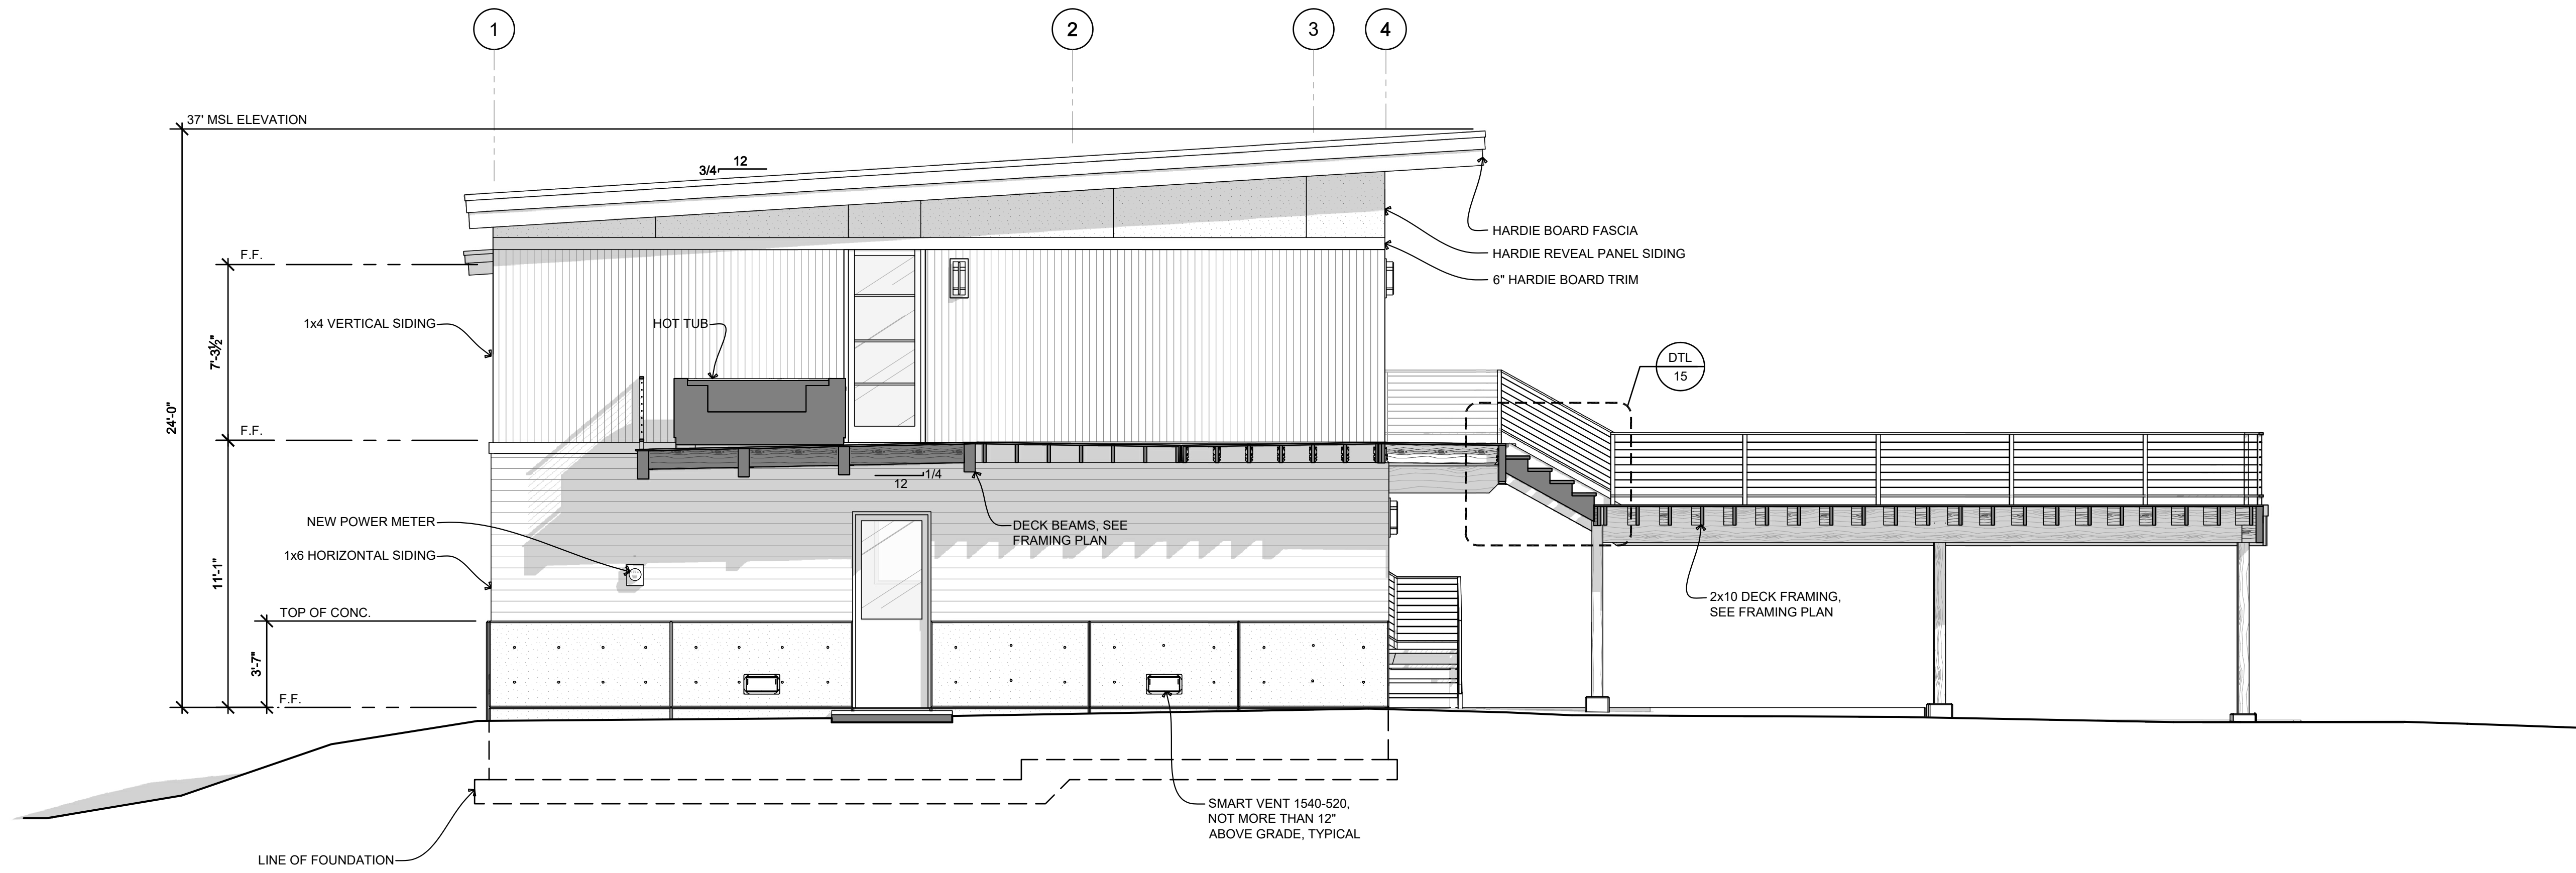 1
2
3
4
37' MSL ELEVATION
12
3/4
HARDIE BOARD FASCIA
HARDIE REVEAL PANEL SIDING
6" HARDIE BOARD TRIM
F.F.
1x4 VERTICAL SIDING
HOT TUB
7'-3½"
24'-0"
F.F.
DTL
15
1/4
12
NEW POWER METER
DECK BEAMS, SEE
FRAMING PLAN
1x6 HORIZONTAL SIDING
11'-1"
2x10 DECK FRAMING,
SEE FRAMING PLAN
TOP OF CONC.
3'-7"
F.F.
SMART VENT 1540-520,
NOT MORE THAN 12"
ABOVE GRADE, TYPICAL
LINE OF FOUNDATION